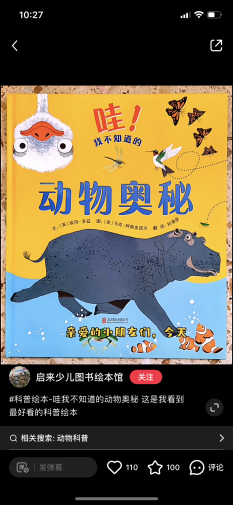 10:27
27
哇!
我不知道的
动物奥秘
亲爱的小朋友们,今天
启来少儿图书绘本馆
关注
#科普绘本-哇我不知道的动物奥秘 这是我看到
最好看的科普绘本
相关搜索: 动物科普
发弹幕
110
100
评论